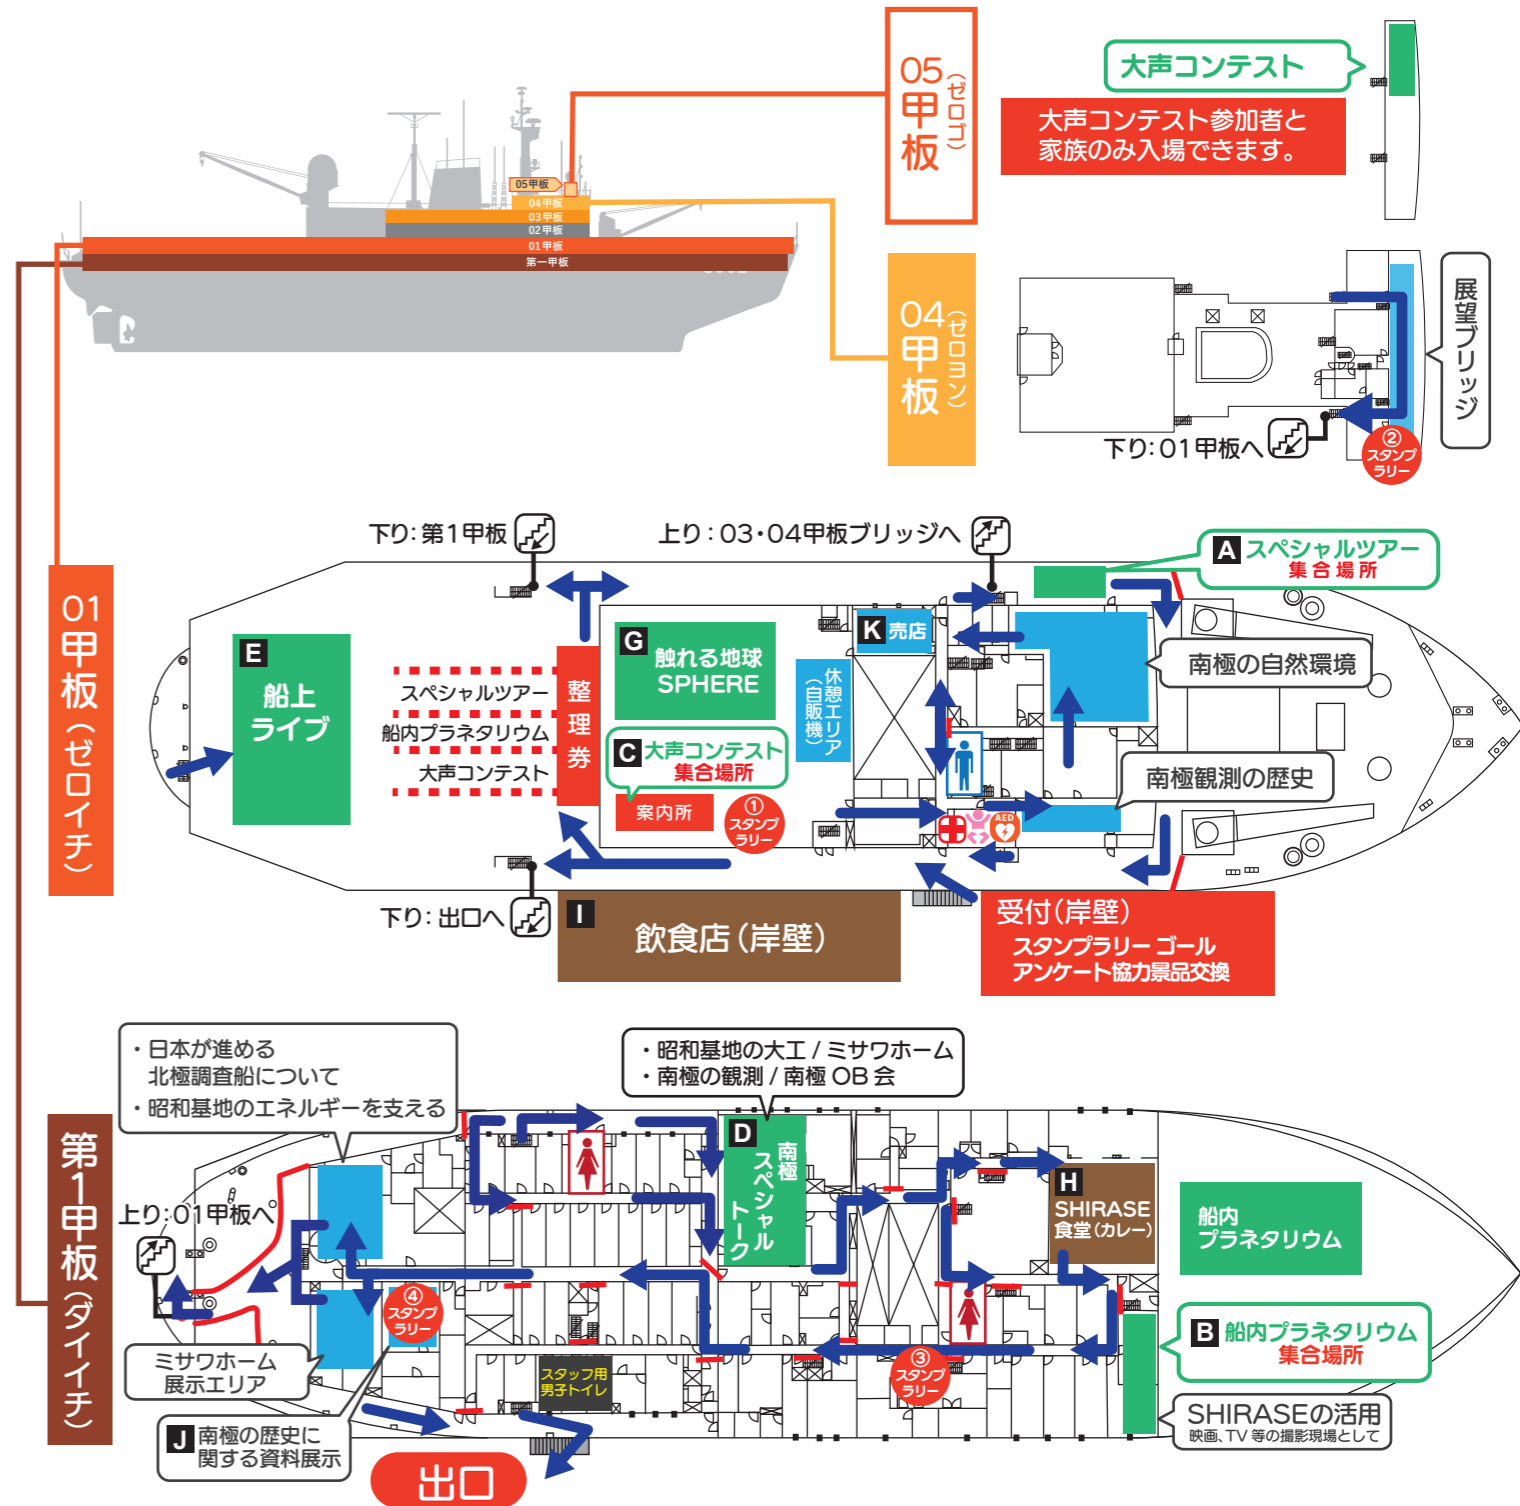 05甲板（ゼロゴ）
大声コンテスト
大声コンテスト参加者と
家族のみ入場できます。
05甲板
04甲板
03甲板
02甲板
01甲板
第一甲板
04甲板（ゼロヨン）
展望ブリッジ
下り:01甲板へ
②
スタンプ
ラリー
01甲板（ゼロイチ）
下り:第1甲板
上り:03・04甲板ブリッジへ
A スペシャルツアー
集合場所
E
船上
ライブ
スペシャルツアー
船内プラネタリウム
大声コンテスト
整理券
G 触れる地球
SPHERE
C 大声コンテスト
集合場所
案内所
①
スタンプ
ラリー
休憩エリア
（自販機）
K 売店
南極の自然環境
南極観測の歴史
AED
下り:出口へ
I
飲食店（岸壁）
受付（岸壁）
スタンプラリー ゴール
アンケート協力景品交換
第1甲板（ダイイチ）
・日本が進める
北極調査船について
・昭和基地のエネルギーを支える
・昭和基地の大工 / ミサワホーム
・南極の観測 / 南極 OB 会
D
南極
スペシャル
トーク
H
SHIRASE
食堂（カレー）
船内
プラネタリウム
上り:01甲板へ
④
スタンプ
ラリー
B 船内プラネタリウム
集合場所
ミサワホーム
展示エリア
スタッフ用
男子トイレ
③
スタンプ
ラリー
J 南極の歴史に
関する資料展示
SHIRASEの活用
映画、TV 等の撮影現場として
出口